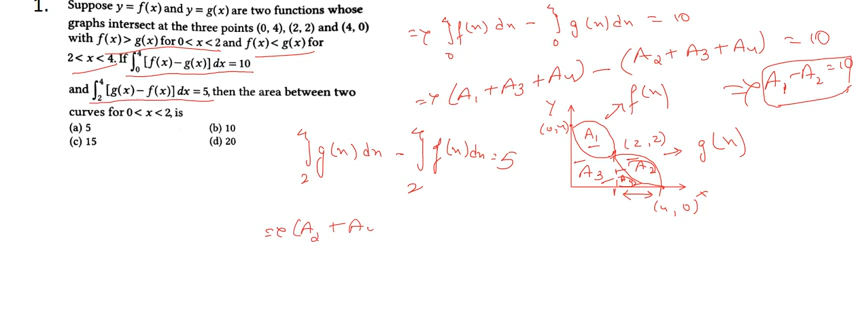 1. Suppose y = f(x) and y = g(x) are two functions whose
graphs intersect at the three points (0, 4), (2, 2) and (4, 0)
with f(x) > g(x) for 0 < x < 2 and f(x) < g(x) for
2 < x < 4. If ∫₀⁴ [f(x) − g(x)] dx = 10
and ∫₂⁴ [g(x) − f(x)] dx = 5, then the area between two
curves for 0 < x < 2, is
(a) 5 (b) 10
(c) 15 (d) 20
⇒ ∫₀⁴ f(x) dx − ∫₀⁴ g(x) dx = 10
⇒ (A₁ + A₃ + A₄) − (A₂ + A₃ + A₄) = 10
⇒ A₁ − A₂ = 10
Y f(x)
(0,4) A₁ (2,2) → g(x)
A₃ A₂
(4, 0) x
∫₂⁴ g(x) dx − ∫₂⁴ f(x) dx = 5
⇒ (A₂ + A